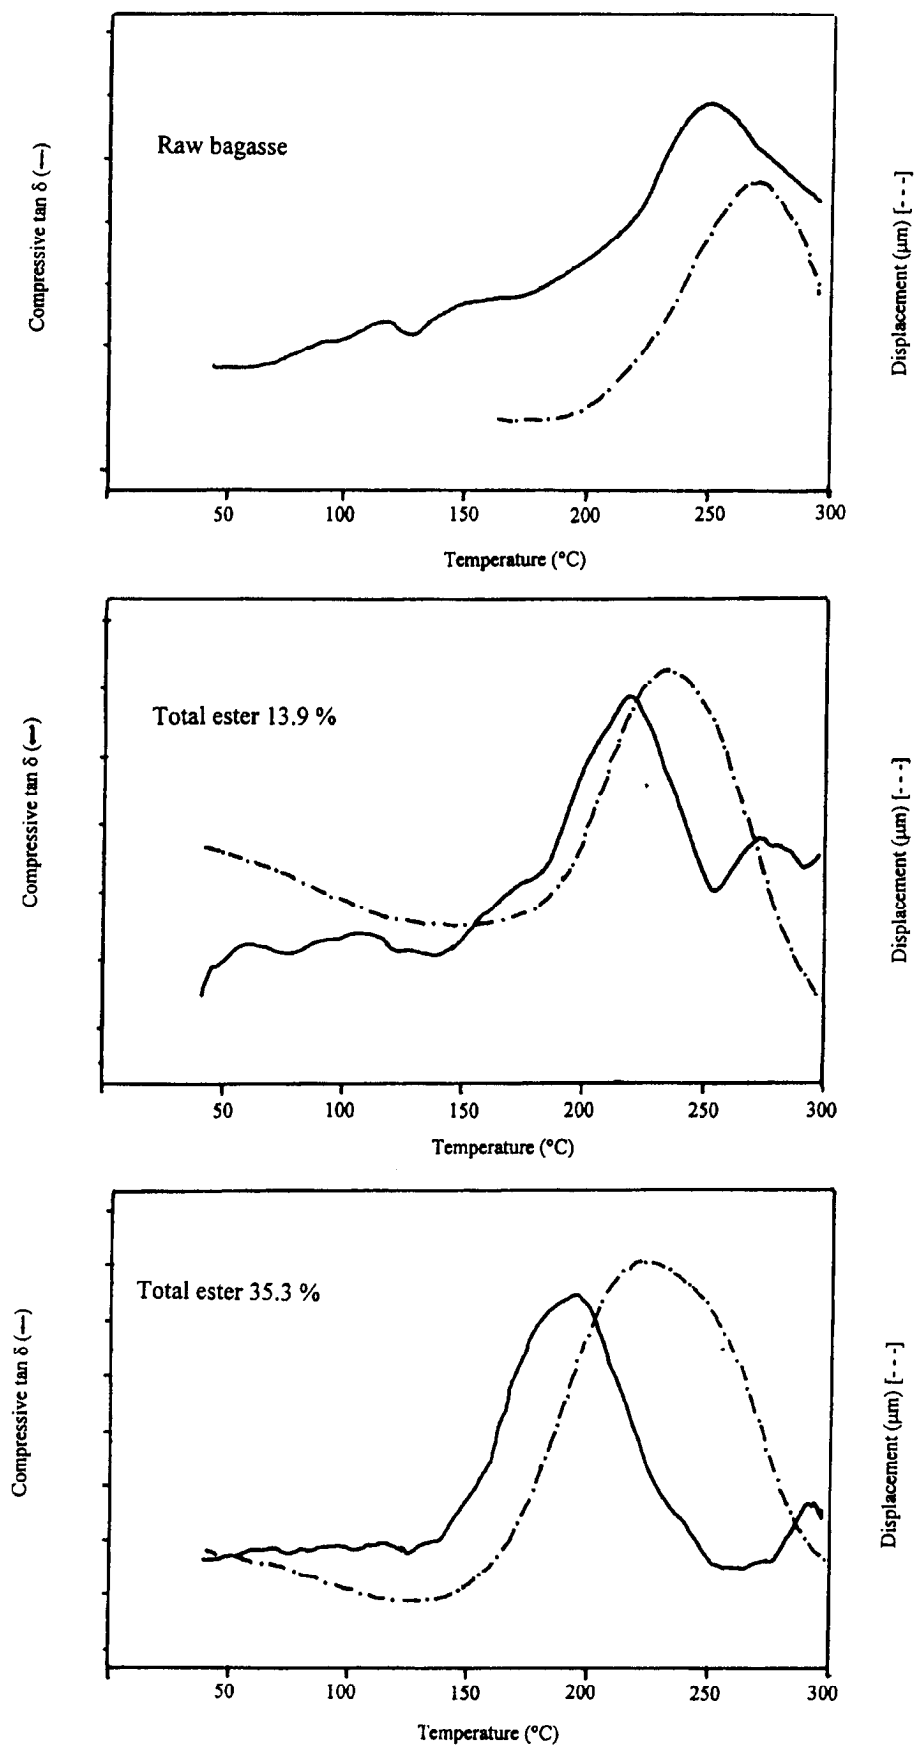 Raw bagasse
Compressive tan δ (—)
Displacement (μm) [---]
50 100 150 200 250 300
Temperature (°C)
Total ester 13.9 %
Compressive tan δ (—)
Displacement (μm) [---]
50 100 150 200 250 300
Temperature (°C)
Total ester 35.3 %
Compressive tan δ (—)
Displacement (μm) [---]
50 100 150 200 250 300
Temperature (°C)